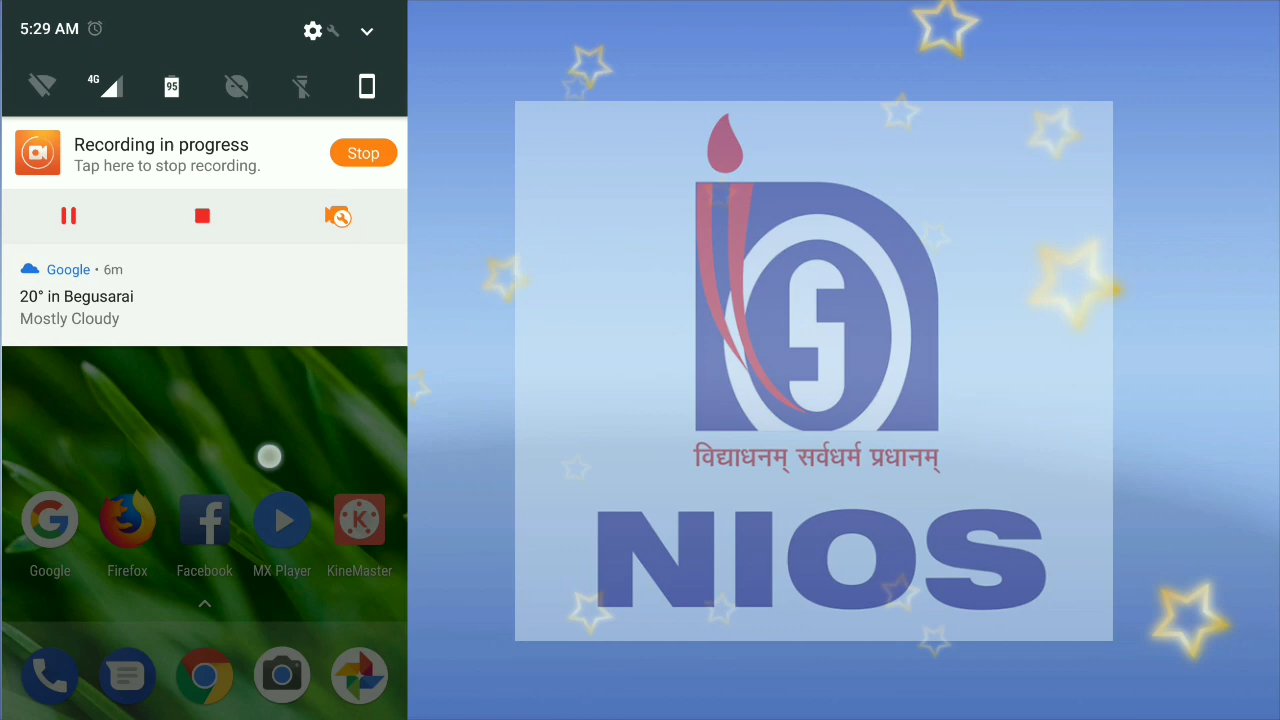 5:29 AM
4G
95
Recording in progress
Tap here to stop recording.
Stop
Google • 6m
20° in Begusarai
Mostly Cloudy
Google Firefox Facebook MX Player KineMaster
विद्याधनम् सर्वधर्म प्रधानम्
NIOS